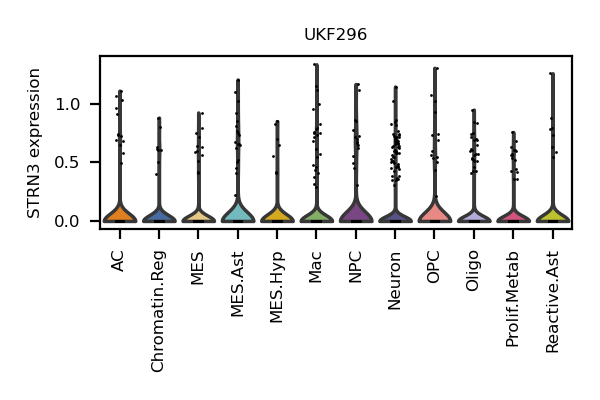 UKF296
STRN3 expression
1.0
0.5
0.0
AC
Chromatin.Reg
MES
MES.Ast
MES.Hyp
Mac
NPC
Neuron
OPC
Oligo
Prolif.Metab
Reactive.Ast